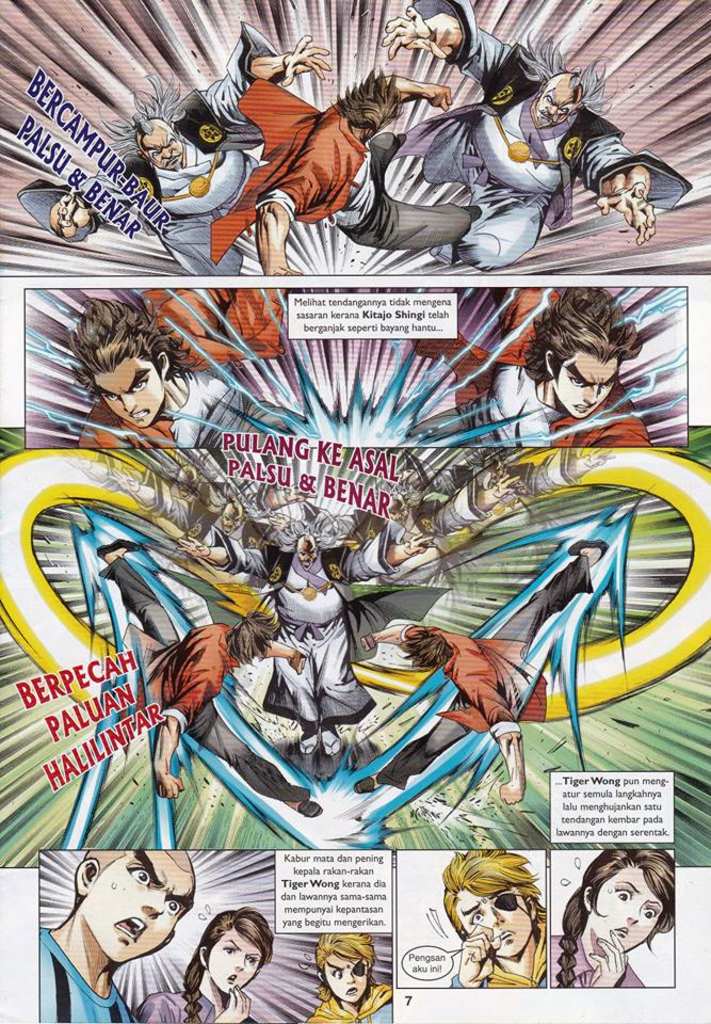 BERCAMPUR-BAUR
PALSU & BENAR
Melihat tendangannya tidak mengena
sasaran kerana Kitajo Shingi telah
berganjak seperti bayang hantu...
PULANG KE ASAL
PALSU & BENAR
BERPECAH
PALUAN
HALILINTAR
...Tiger Wong pun meng-
atur semula langkahnya
lalu menghujankan satu
tendangan kembar pada
lawannya dengan serentak.
Kabur mata dan pening
kepala rakan-rakan
Tiger Wong kerana dia
dan lawannya sama-sama
mempunyai kepantasan
yang begitu mengerikan.
Pengsan
aku ini!
7